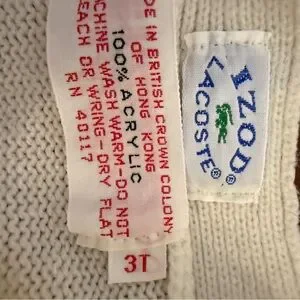 MADE IN BRITISH CROWN COLONY
OF HONG KONG
100% ACRYLIC
MACHINE WASH WARM-DO NOT
BLEACH OR WRING-DRY FLAT
RN 40117
3T
IZOD
LACOSTE®